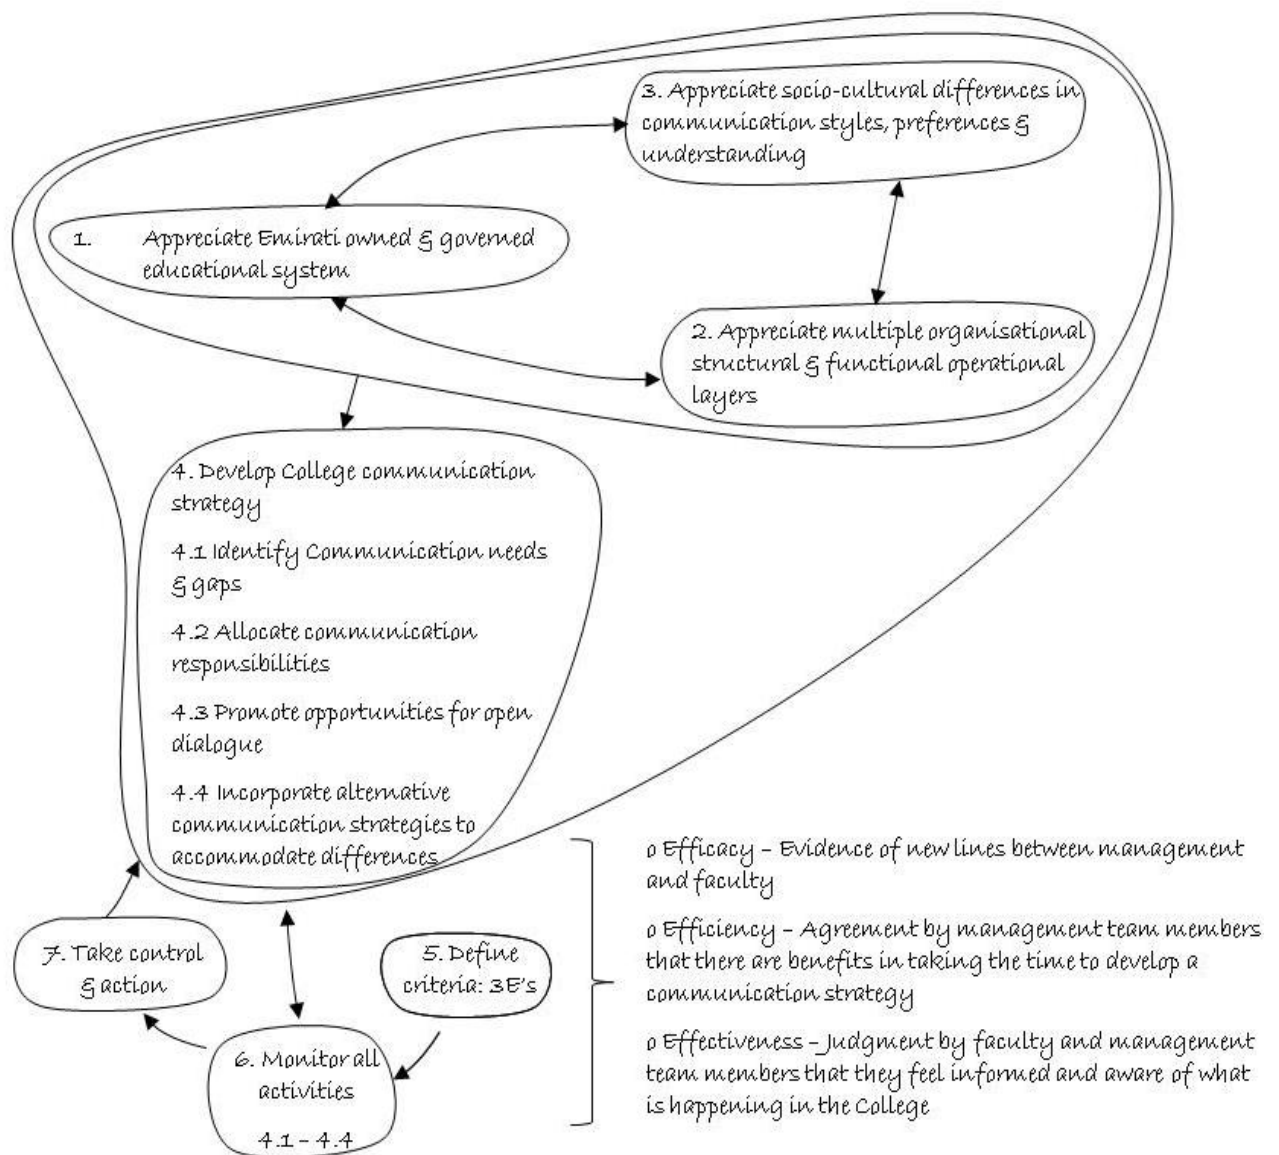 3. Appreciate socio-cultural differences in
communication styles, preferences &
understanding
1. Appreciate Emirati owned & governed
educational system
2. Appreciate multiple organisational
structural & functional operational
layers
4. Develop College communication
strategy
4.1 Identify Communication needs
& gaps
4.2 Allocate communication
responsibilities
4.3 Promote opportunities for open
dialogue
4.4 Incorporate alternative
communication strategies to
accommodate differences
7. Take control
& action
5. Define
criteria: 3E's
6. Monitor all
activities
4.1 – 4.4
o Efficacy – Evidence of new lines between management
and faculty
o Efficiency – Agreement by management team members
that there are benefits in taking the time to develop a
communication strategy
o Effectiveness – Judgment by faculty and management
team members that they feel informed and aware of what
is happening in the College